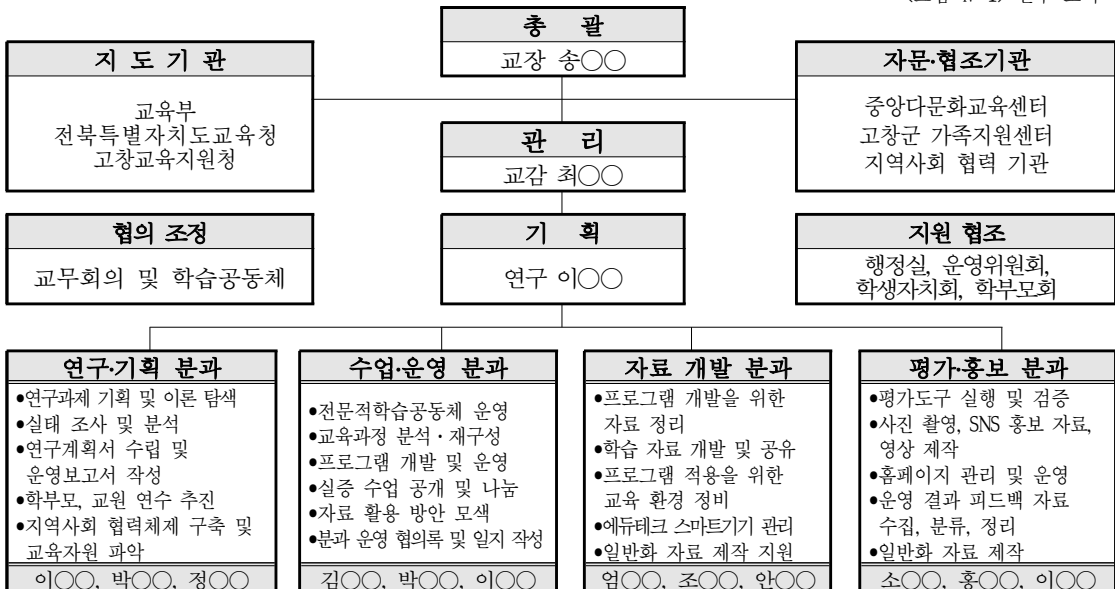 총 괄
교장 송○○
지 도 기 관
교육부
전북특별자치도교육청
고창교육지원청
자문·협조기관
중앙다문화교육센터
고창군 가족지원센터
지역사회 협력 기관
관 리
교감 최○○
협의 조정
교무회의 및 학습공동체
기 획
연구 이○○
지원 협조
행정실, 운영위원회,
학생자치회, 학부모회
연구·기획 분과
•연구과제 기획 및 이론 탐색
•실태 조사 및 분석
•연구계획서 수립 및
운영보고서 작성
•학부모, 교원 연수 추진
•지역사회 협력체제 구축 및
교육자원 파악
이○○, 박○○, 정○○
수업·운영 분과
•전문적학습공동체 운영
•교육과정 분석·재구성
•프로그램 개발 및 운영
•실증 수업 공개 및 나눔
•자료 활용 방안 모색
•분과 운영 협의록 및 일지 작성
김○○, 박○○, 이○○
자료 개발 분과
•프로그램 개발을 위한
자료 정리
•학습 자료 개발 및 공유
•프로그램 적용을 위한
교육 환경 정비
•에듀테크 스마트기기 관리
•일반화 자료 제작 지원
엄○○, 조○○, 안○○
평가·홍보 분과
•평가도구 실행 및 검증
•사진 촬영, SNS 홍보 자료,
영상 제작
•홈페이지 관리 및 운영
•운영 결과 피드백 자료
수집, 분류, 정리
•일반화 자료 제작
소○○, 홍○○, 이○○